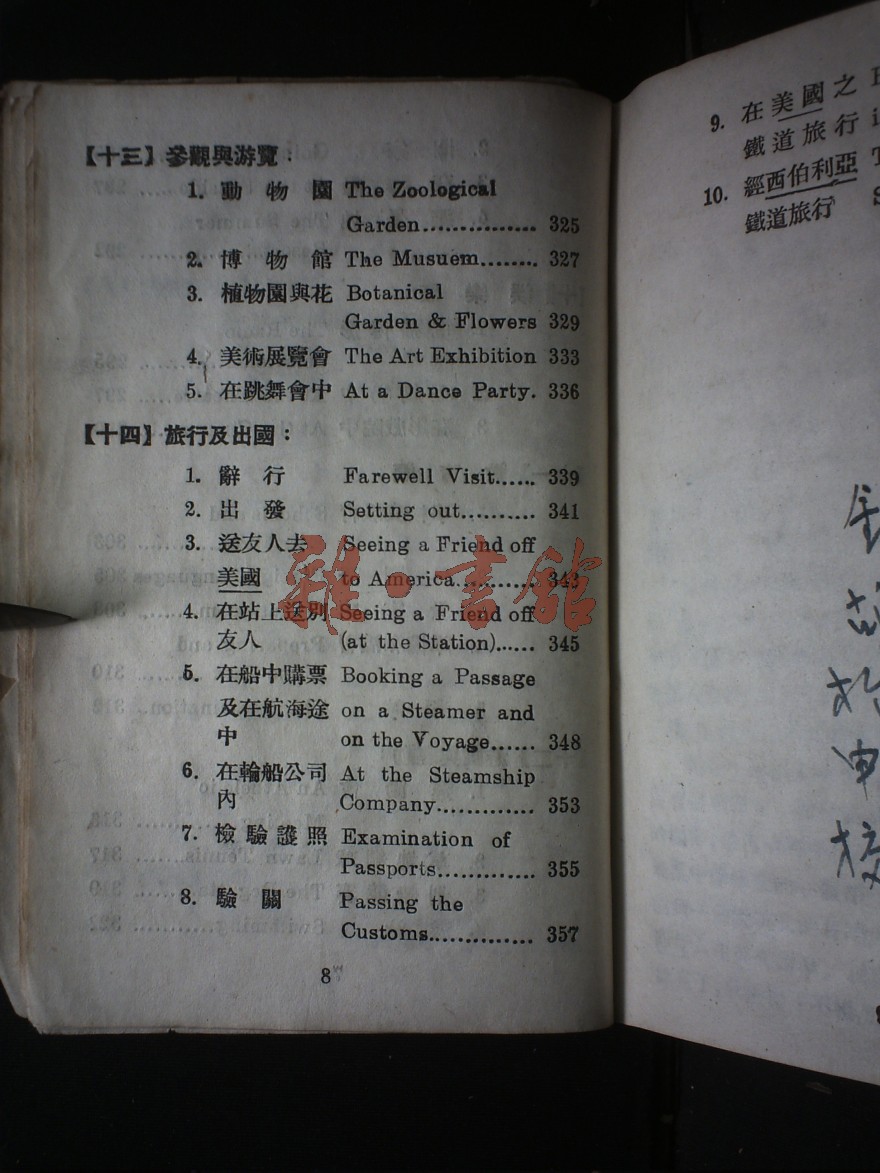 【十三】參觀與游覽：
1. 動物園 The Zoological
Garden................ 325
2. 博物館 The Musuem........ 327
3. 植物園與花 Botanical
Garden & Flowers 329
4. 美術展覽會 The Art Exhibition 333
5. 在跳舞會中 At a Dance Party. 336
【十四】旅行及出國：
1. 辭行 Farewell Visit...... 339
2. 出發 Setting out.......... 341
3. 送友人去 Seeing a Friend off
美國 to America........... 343
4. 在站上送別 Seeing a Friend off
友人 (at the Station)...... 345
5. 在船中購票 Booking a Passage
及在航海途 on a Steamer and
中 on the Voyage...... 348
6. 在輪船公司 At the Steamship
內 Company............. 353
7. 檢驗護照 Examination of
Passports............. 355
8. 驗關 Passing the
Customs.............. 357
8
雜·書館
9. 在美國之
鐵道旅行
10. 經西伯利亞
鐵道旅行